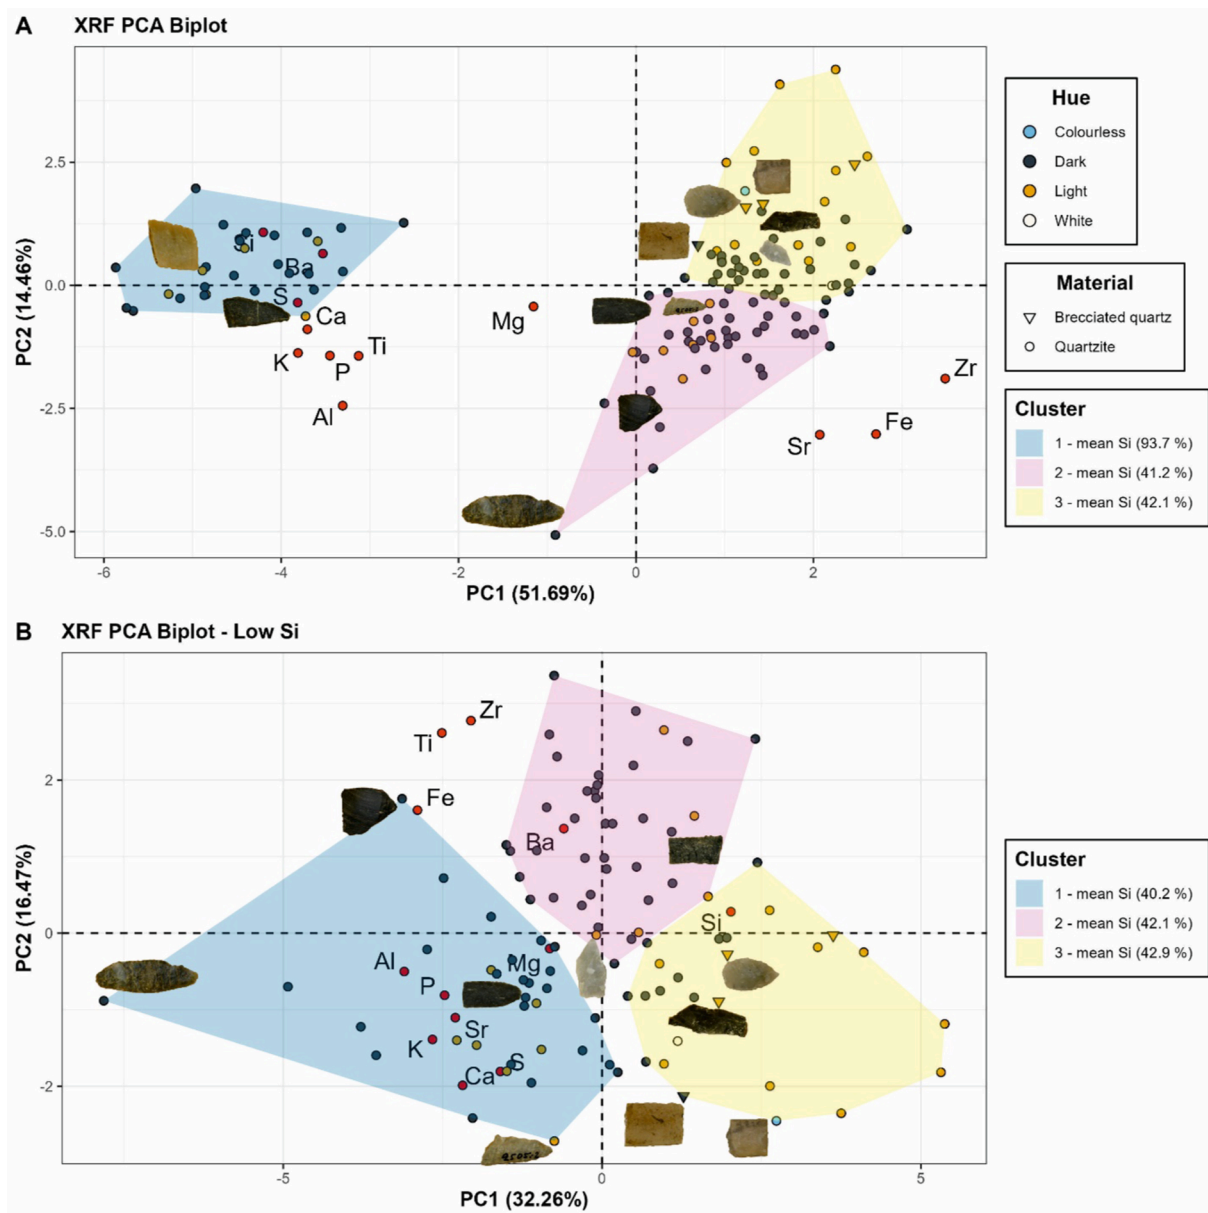 A XRF PCA Biplot
PC2 (14.46%)
2.5
0.0
-2.5
-5.0
Si
Ba
S
Ca
K
P
Ti
Al
Mg
Zr
Sr
Fe
-6
-4
-2
0
2
PC1 (51.69%)
Hue
Colourless
Dark
Light
White
Material
Brecciated quartz
Quartzite
Cluster
1 - mean Si (93.7 %)
2 - mean Si (41.2 %)
3 - mean Si (42.1 %)
B XRF PCA Biplot - Low Si
PC2 (16.47%)
2
0
-2
Zr
Ti
Fe
Ba
Si
Al
Mg
P
Sr
K
S
Ca
-5
0
5
PC1 (32.26%)
Cluster
1 - mean Si (40.2 %)
2 - mean Si (42.1 %)
3 - mean Si (42.9 %)